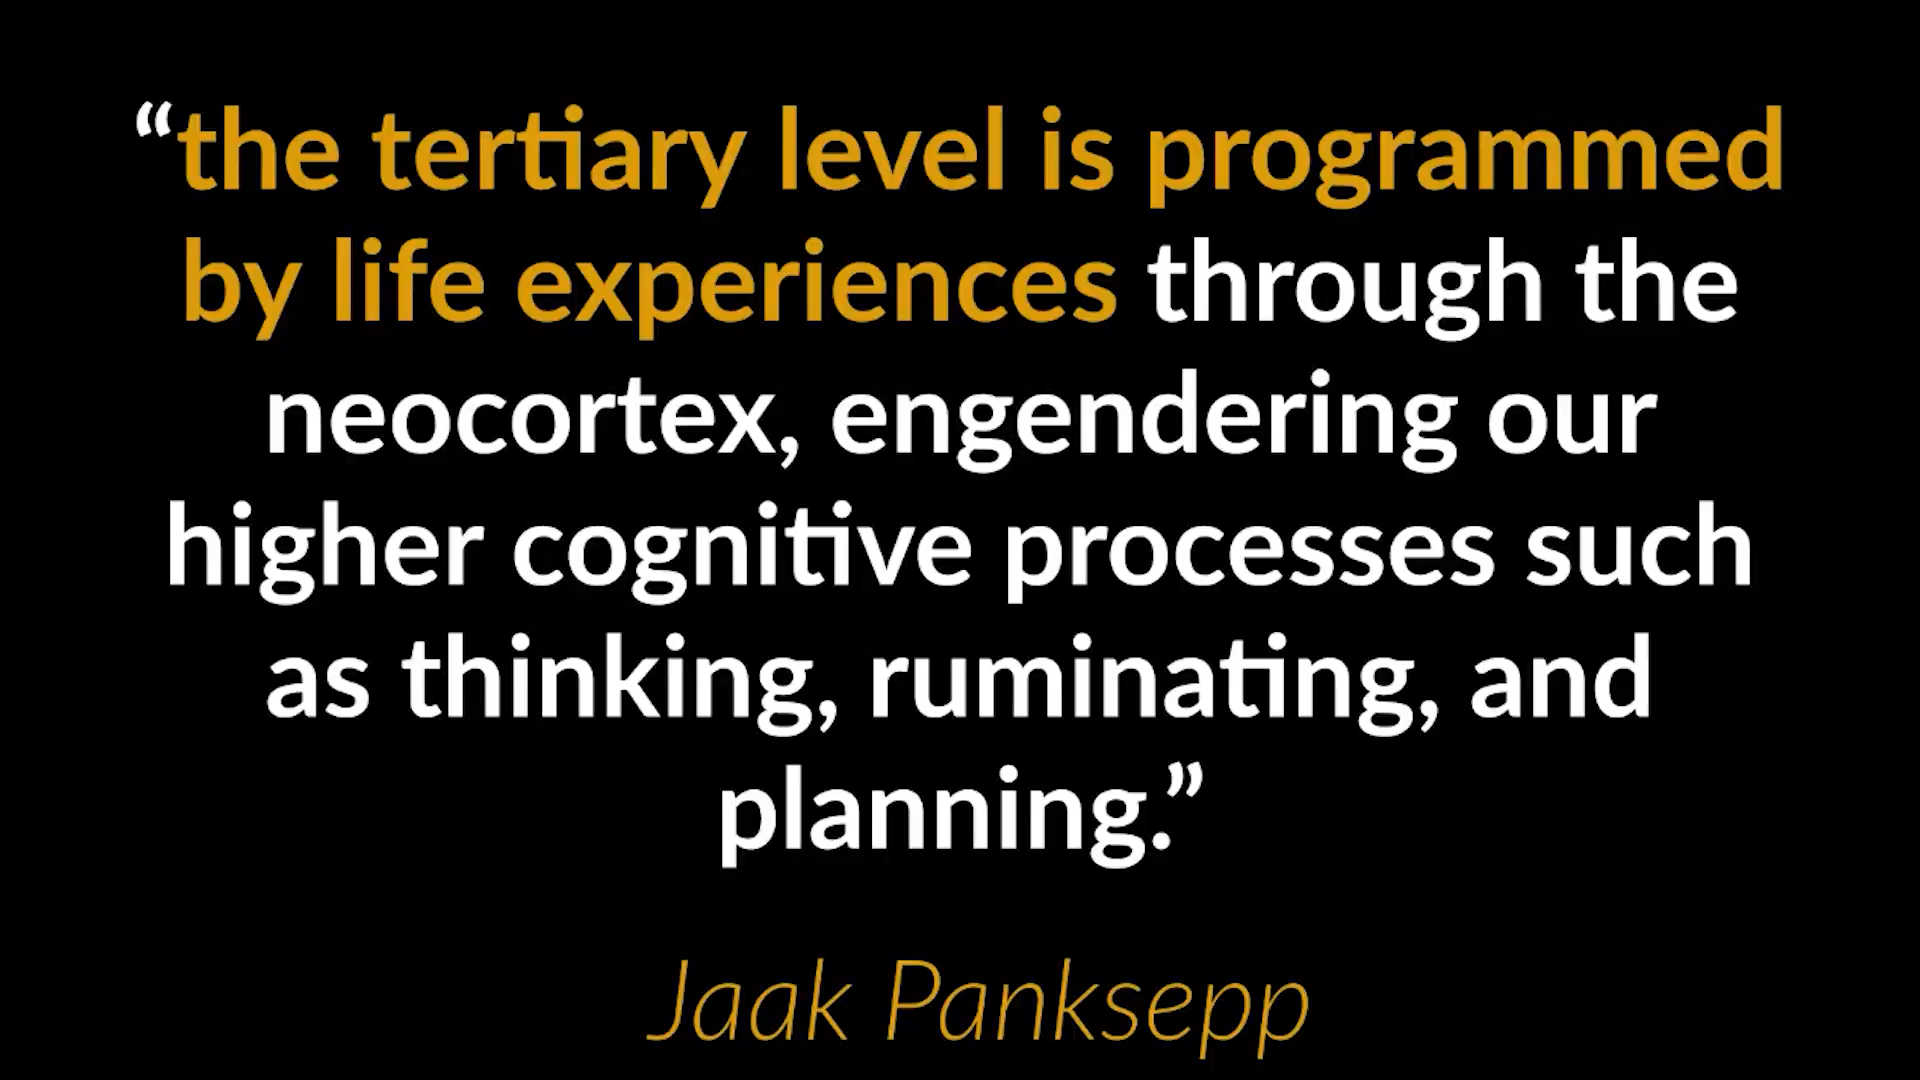 “the tertiary level is programmed
by life experiences through the
neocortex, engendering our
higher cognitive processes such
as thinking, ruminating, and
planning.”
Jaak Panksepp